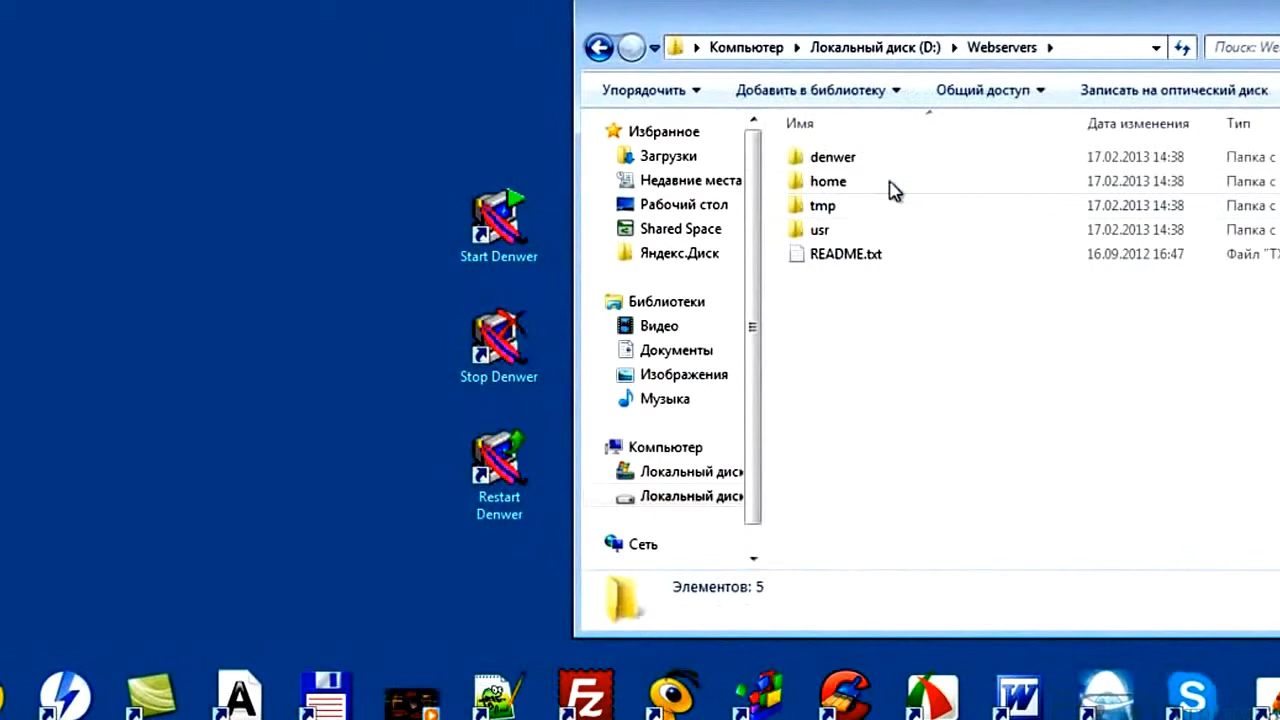 Компьютер
Локальный диск (D:)
Webservers
Поиск: We
Упорядочить
Добавить в библиотеку
Общий доступ
Записать на оптический диск
Имя
Дата изменения
Тип
denwer 17.02.2013 14:38 Папка с
home 17.02.2013 14:38 Папка с
tmp 17.02.2013 14:38 Папка с
usr 17.02.2013 14:38 Папка с
README.txt 16.09.2012 16:47 Файл "TX
Избранное
Загрузки
Недавние места
Рабочий стол
Shared Space
Яндекс.Диск
Библиотеки
Видео
Документы
Изображения
Музыка
Компьютер
Локальный диск
Локальный диск
Сеть
Элементов: 5
Start Denwer
Stop Denwer
Restart
Denwer
A
FZ
W
S